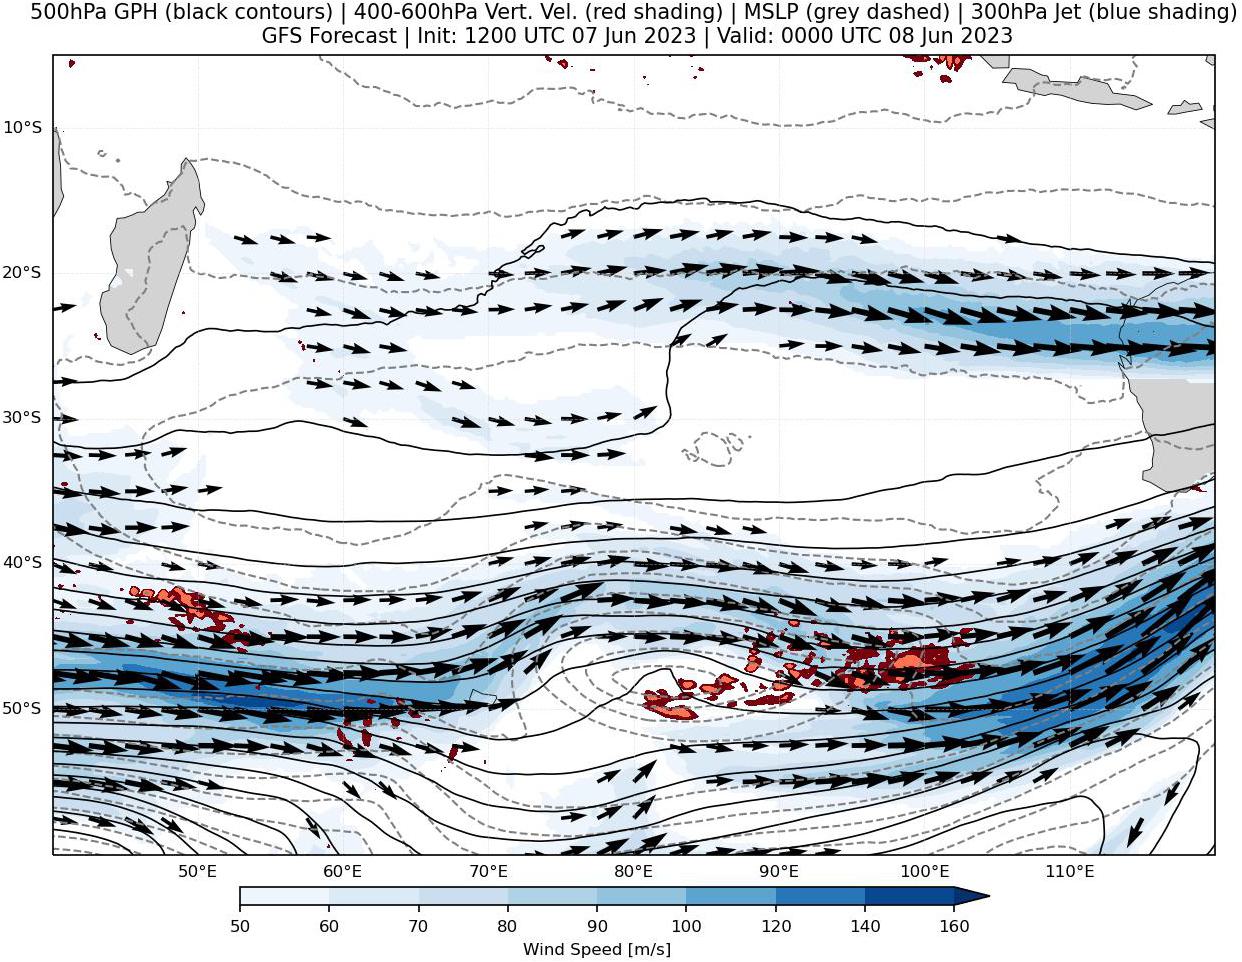 500hPa GPH (black contours) | 400-600hPa Vert. Vel. (red shading) | MSLP (grey dashed) | 300hPa Jet (blue shading)
GFS Forecast | Init: 1200 UTC 07 Jun 2023 | Valid: 0000 UTC 08 Jun 2023
10°S
20°S
30°S
40°S
50°S
50°E 60°E 70°E 80°E 90°E 100°E 110°E
50 60 70 80 90 100 120 140 160
Wind Speed [m/s]